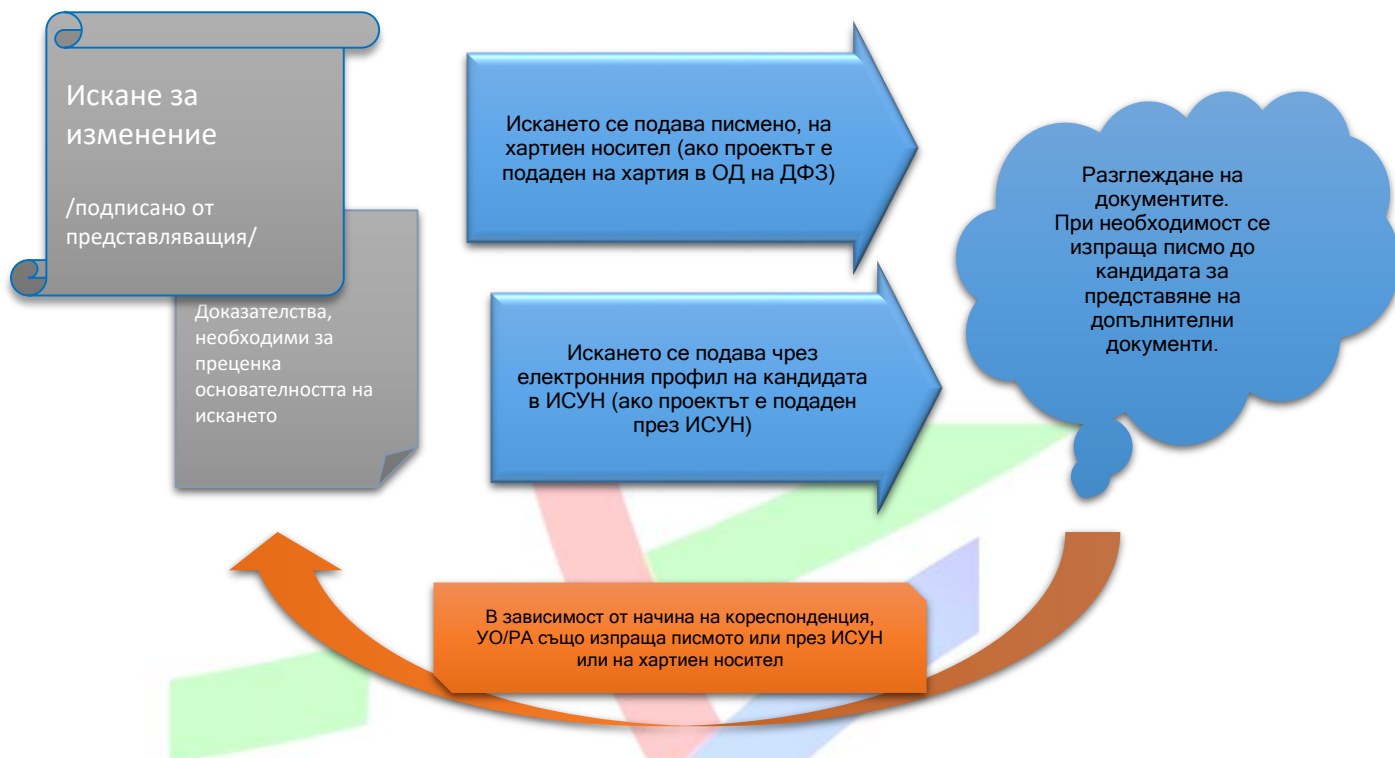 Искане за
изменение
/подписано от
представляващия/
Доказателства,
необходими за
преценка
основателността на
искането
Искането се подава писмено, на
хартиен носител (ако проектът е
подаден на хартия в ОД на ДФЗ)
Искането се подава чрез
електронния профил на кандидата
в ИСУН (ако проектът е подаден
през ИСУН)
Разглеждане на
документите.
При необходимост се
изпраща писмо до
кандидата за
представяне на
допълнителни
документи.
В зависимост от начина на кореспонденция,
УО/РА също изпраща писмото или през ИСУН
или на хартиен носител